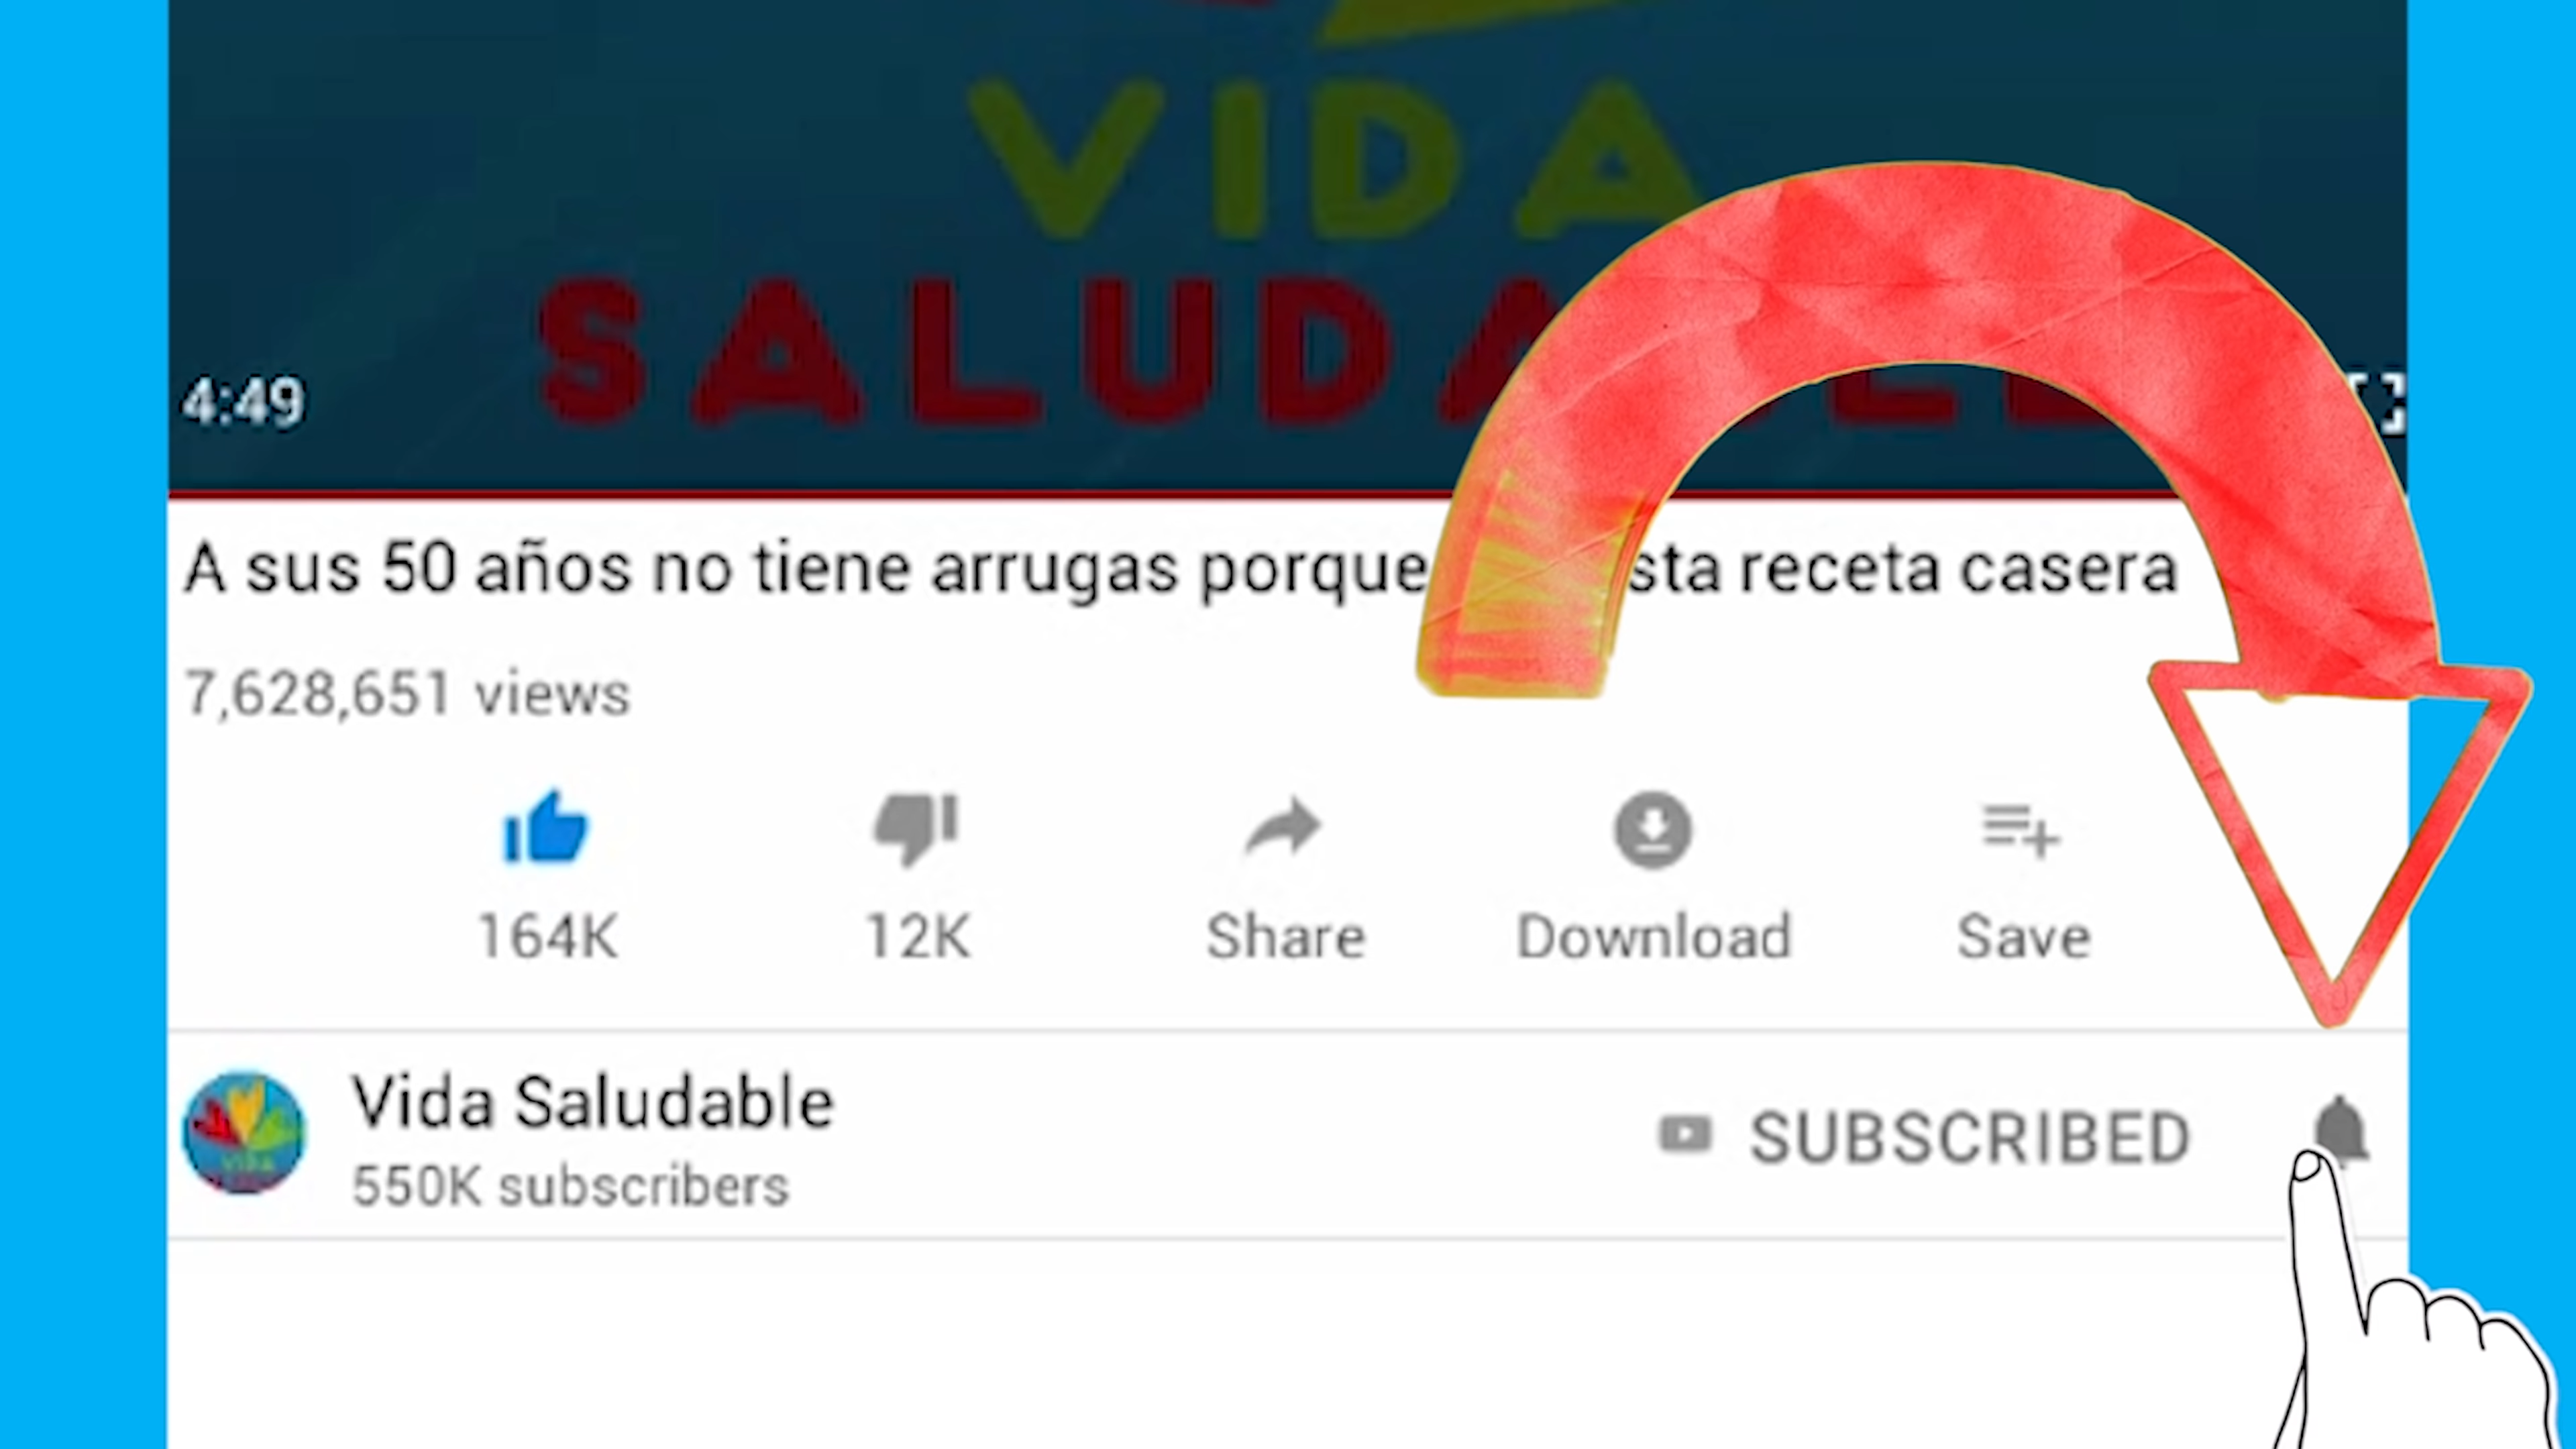 VIDA
SALUDA
4:49
A sus 50 años no tiene arrugas porque sta receta casera
7,628,651 views
164K 12K Share Download Save
Vida Saludable
SUBSCRIBED
550K subscribers